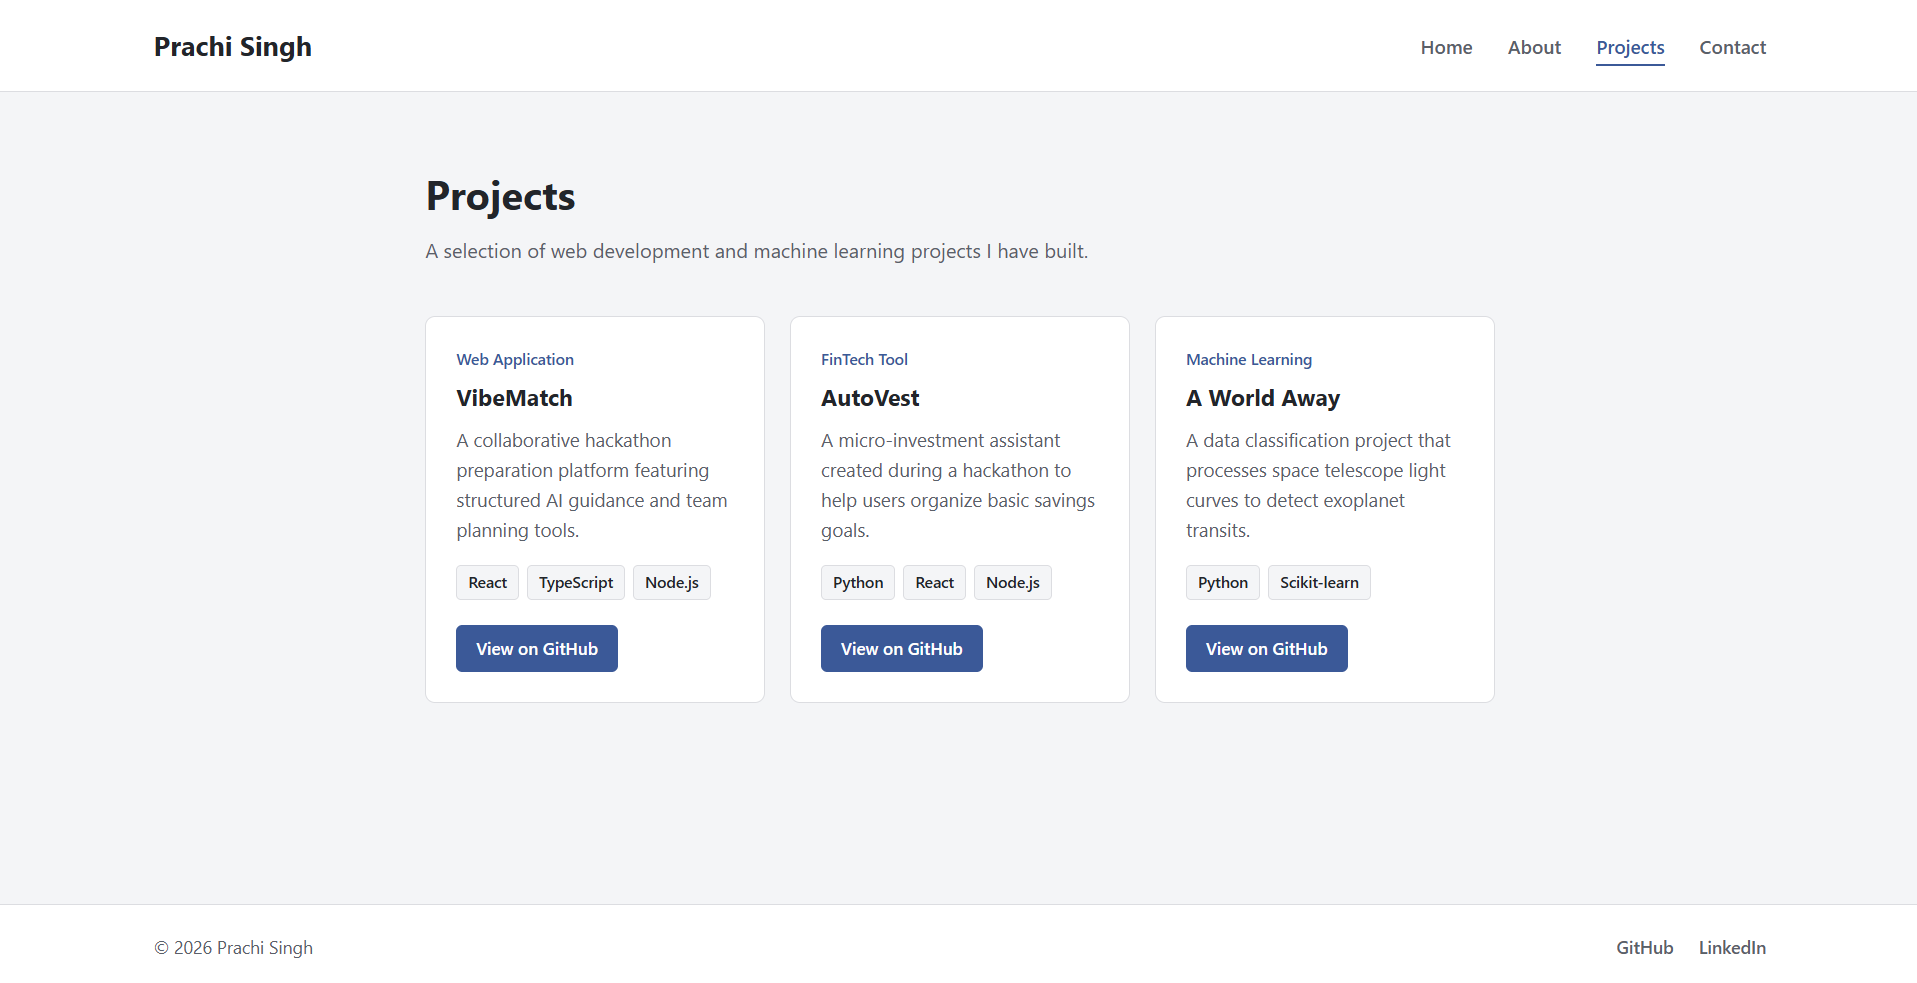 Prachi Singh
Home About Projects Contact
Projects
A selection of web development and machine learning projects I have built.
Web Application
VibeMatch
A collaborative hackathon
preparation platform featuring
structured AI guidance and team
planning tools.
React TypeScript Node.js
View on GitHub
FinTech Tool
AutoVest
A micro-investment assistant
created during a hackathon to
help users organize basic savings
goals.
Python React Node.js
View on GitHub
Machine Learning
A World Away
A data classification project that
processes space telescope light
curves to detect exoplanet
transits.
Python Scikit-learn
View on GitHub
© 2026 Prachi Singh
GitHub LinkedIn